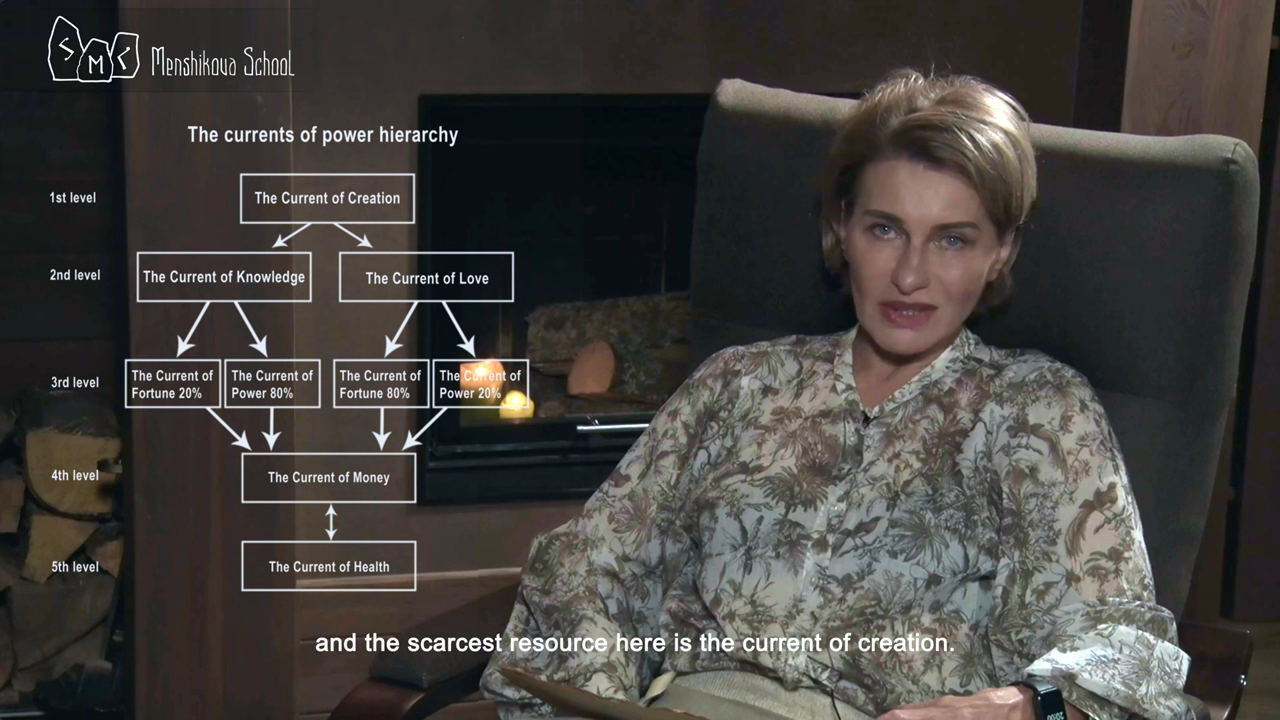 SMS
Menshikova School
The currents of power hierarchy
1st level
The Current of Creation
2nd level
The Current of Knowledge
The Current of Love
3rd level
The Current of
Fortune 20%
The Current of
Power 80%
The Current of
Fortune 80%
The Current of
Power 20%
4th level
The Current of Money
5th level
The Current of Health
and the scarcest resource here is the current of creation.